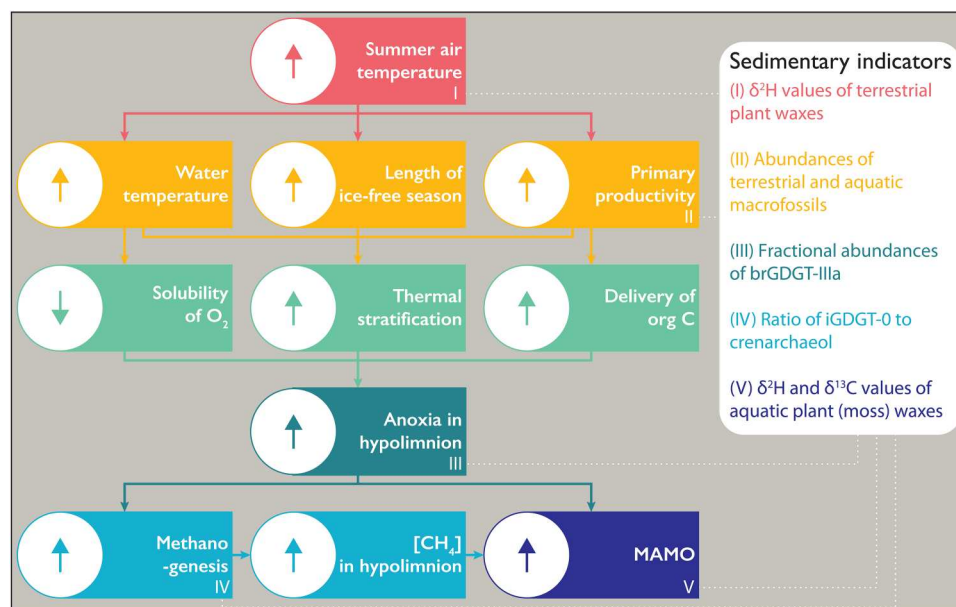 Summer air
temperature
I
Water
temperature
Length of
ice-free season
Primary
productivity
II
Solubility
of O₂
Thermal
stratification
Delivery of
org C
Anoxia in
hypolimnion
III
Methano
-genesis
IV
[CH₄]
in hypolimnion
MAMO
V
Sedimentary indicators
(I) δ²H values of terrestrial
plant waxes
(II) Abundances of
terrestrial and aquatic
macrofossils
(III) Fractional abundances
of brGDGT-IIIa
(IV) Ratio of iGDGT-0 to
crenarchaeol
(V) δ²H and δ¹³C values of
aquatic plant (moss) waxes